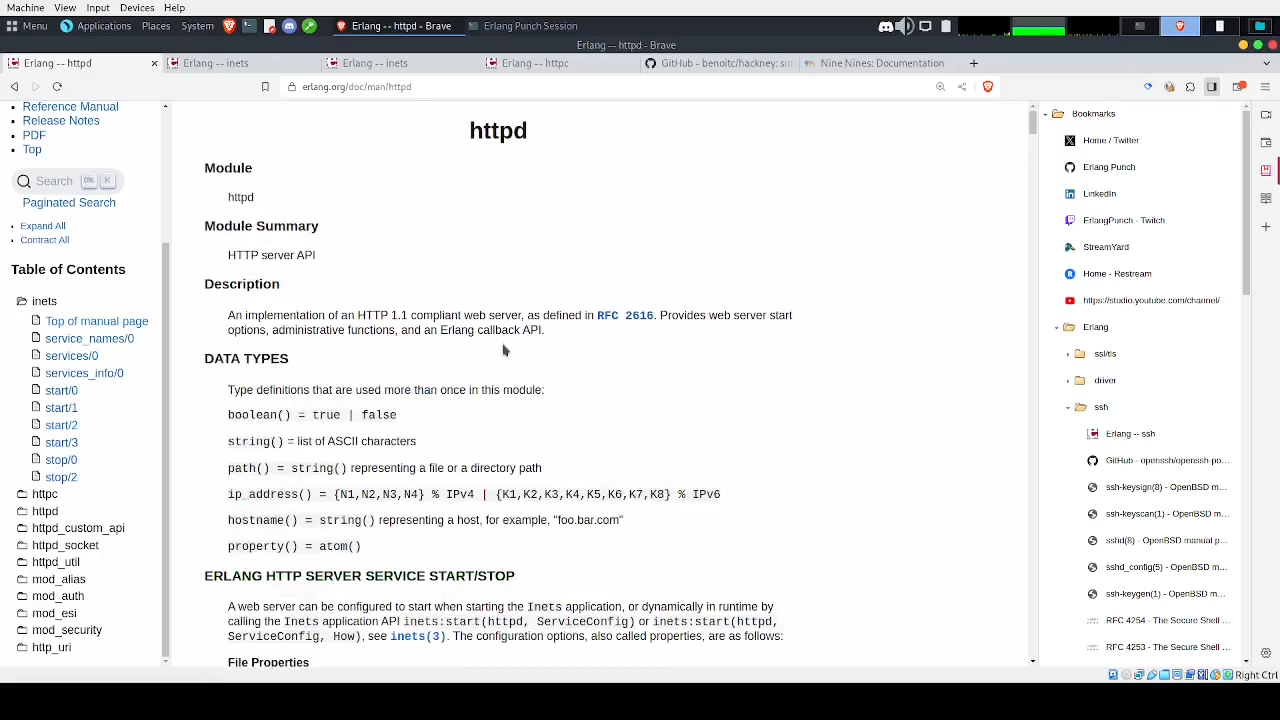 Machine View Input Devices Help
Menu Applications Places System Erlang -- httpd - Brave Erlang Punch Session
Erlang -- httpd - Brave
Erlang -- httpd Erlang -- inets Erlang -- inets Erlang -- httpc GitHub - benoitc/hackney: sim Nine Nines: Documentation
erlang.org/doc/man/httpd
Reference Manual
Release Notes
PDF
Top
Search CTRL K
Paginated Search
Expand All
Contract All
Table of Contents
inets
Top of manual page
service_names/0
services/0
services_info/0
start/0
start/1
start/2
start/3
stop/0
stop/2
httpc
httpd
httpd_custom_api
httpd_socket
httpd_util
mod_alias
mod_auth
mod_esi
mod_security
http_uri
httpd
Module
httpd
Module Summary
HTTP server API
Description
An implementation of an HTTP 1.1 compliant web server, as defined in RFC 2616. Provides web server start
options, administrative functions, and an Erlang callback API.
DATA TYPES
Type definitions that are used more than once in this module:
boolean() = true | false
string() = list of ASCII characters
path() = string() representing a file or a directory path
ip_address() = {N1,N2,N3,N4} % IPv4 | {K1,K2,K3,K4,K5,K6,K7,K8} % IPv6
hostname() = string() representing a host, for example, "foo.bar.com"
property() = atom()
ERLANG HTTP SERVER SERVICE START/STOP
A web server can be configured to start when starting the Inets application, or dynamically in runtime by
calling the Inets application API inets:start(httpd, ServiceConfig) or inets:start(httpd,
ServiceConfig, How), see inets(3). The configuration options, also called properties, are as follows:
File Properties
Bookmarks
Home / Twitter
Erlang Punch
LinkedIn
ErlangPunch - Twitch
StreamYard
Home - Restream
https://studio.youtube.com/channel/
Erlang
ssl/tls
driver
ssh
Erlang -- ssh
GitHub - openssh/openssh po...
ssh-keysign(8) - OpenBSD m...
ssh-keyscan(1) - OpenBSD m...
sshd(8) - OpenBSD manual p...
sshd_config(5) - OpenBSD m...
ssh-keygen(1) - OpenBSD m...
RFC 4254 - The Secure Shell ...
RFC 4253 - The Secure Shell ...
Right Ctrl